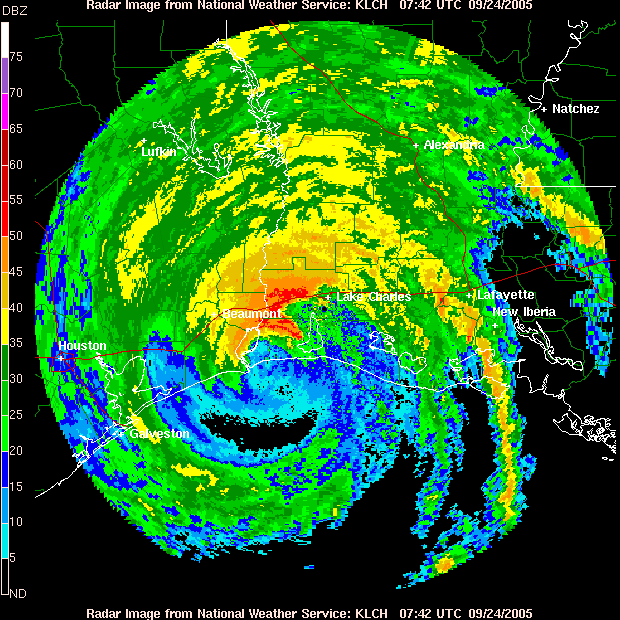 Radar Image from National Weather Service: KLCH 07:42 UTC 09/24/2005
DBZ
75
70
65
60
55
50
45
40
35
30
25
20
15
10
5
ND
Natchez
Alexandria
Lufkin
Lake Charles
Lafayette
New Iberia
Beaumont
Houston
Galveston
Radar Image from National Weather Service: KLCH 07:42 UTC 09/24/2005